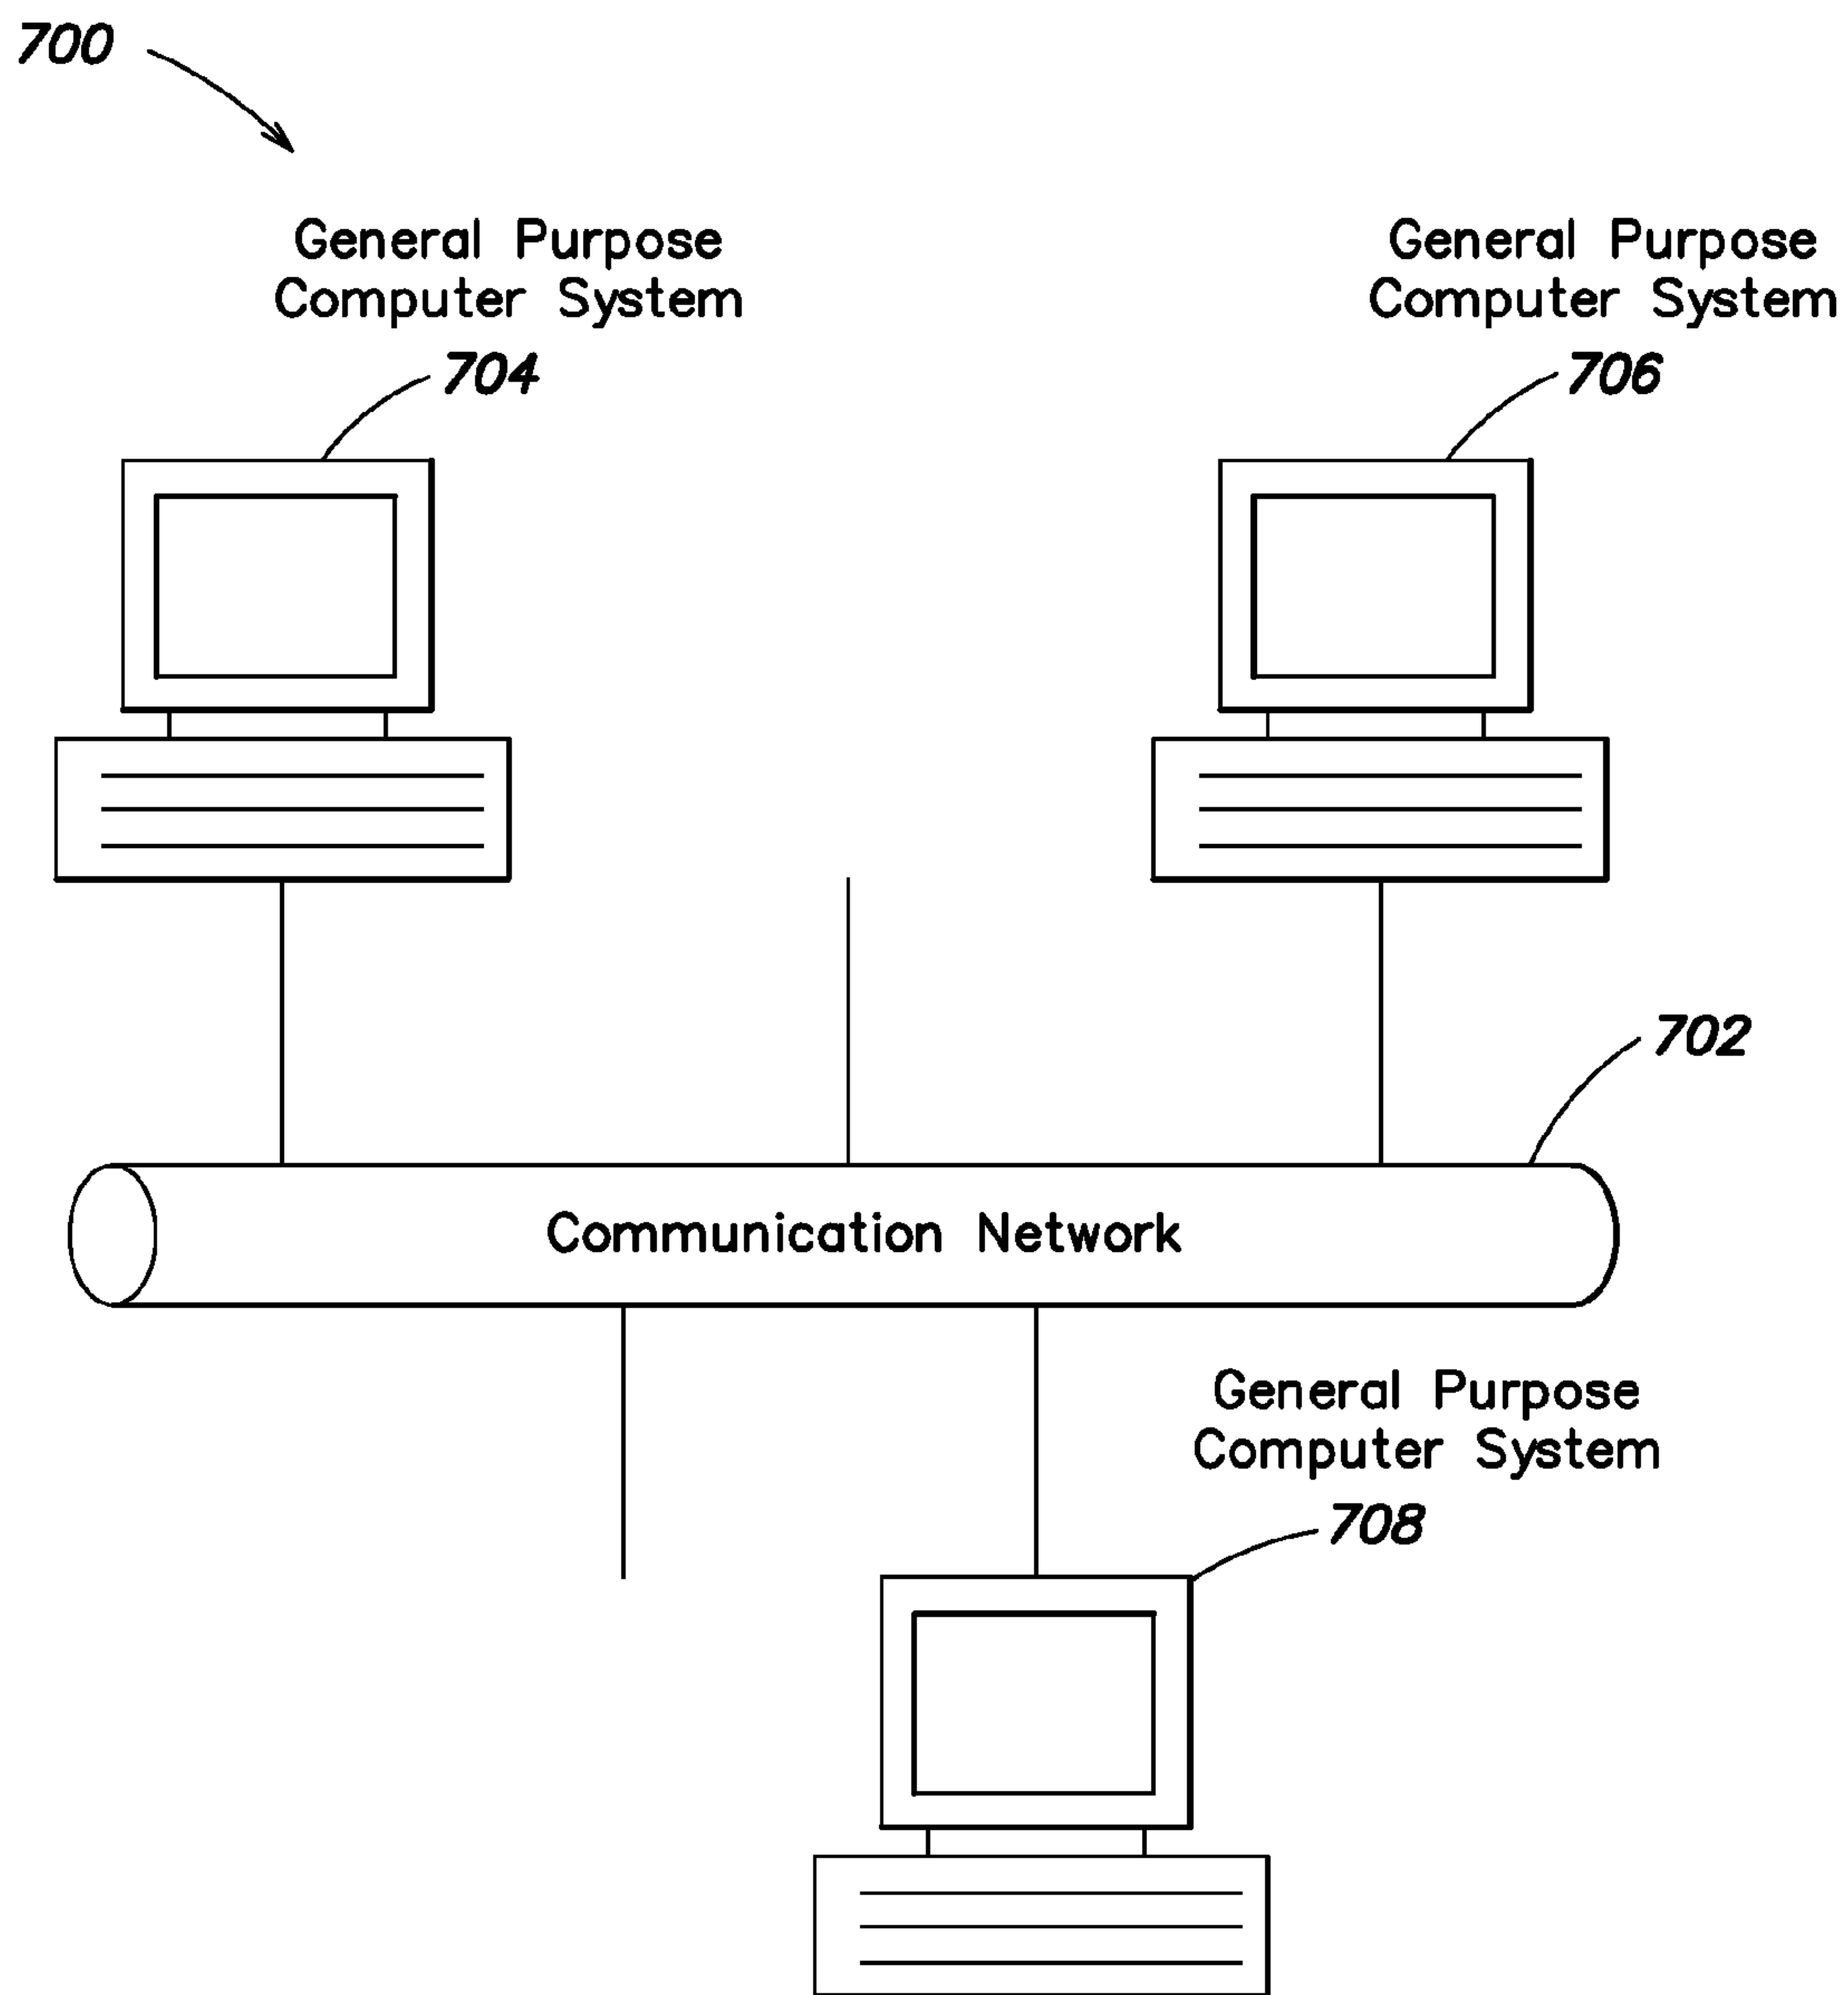 700
General Purpose
Computer System
704
General Purpose
Computer System
706
702
Communication Network
General Purpose
Computer System
708